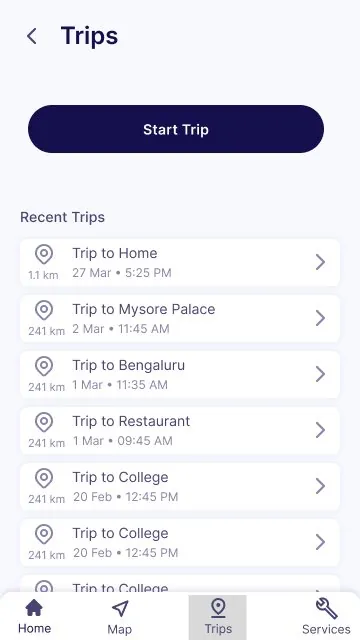 Trips
Start Trip
Recent Trips
Trip to Home
1.1 km
27 Mar • 5:25 PM
Trip to Mysore Palace
241 km
2 Mar • 11:45 AM
Trip to Bengaluru
241 km
1 Mar • 11:35 AM
Trip to Restaurant
241 km
1 Mar • 09:45 AM
Trip to College
241 km
20 Feb • 12:45 PM
Trip to College
241 km
20 Feb • 12:45 PM
Trip to College
Home
Map
Trips
Services